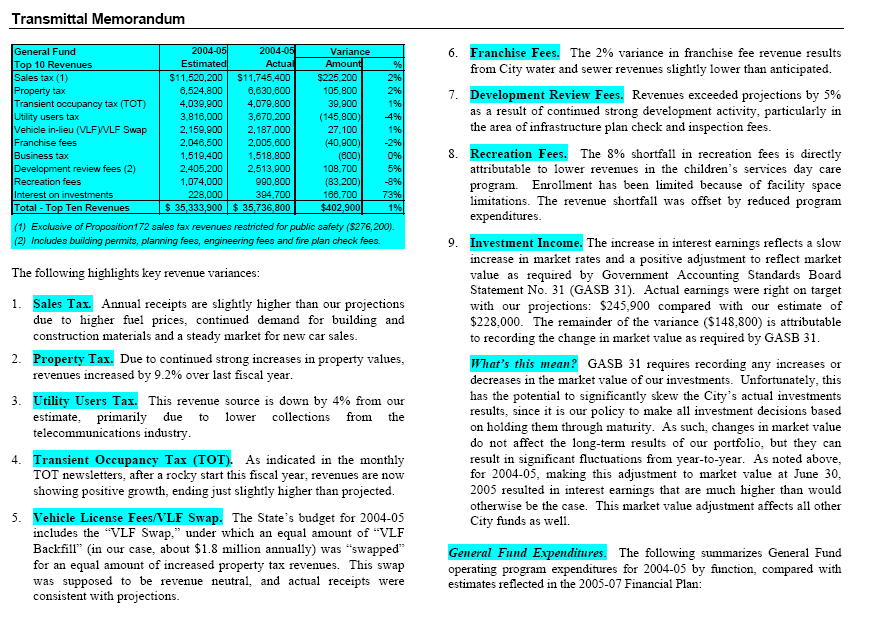 Transmittal Memorandum
General Fund 2004-05 2004-05 Variance
Top 10 Revenues Estimated Actual Amount %
Sales tax (1) $11,520,200 $11,745,400 $225,200 2%
Property tax 6,524,800 6,630,600 105,800 2%
Transient occupancy tax (TOT) 4,039,900 4,079,800 39,900 1%
Utility users tax 3,816,000 3,670,200 (145,800) -4%
Vehicle in-lieu (VLF)/VLF Swap 2,159,900 2,187,000 27,100 1%
Franchise fees 2,046,500 2,005,600 (40,900) -2%
Business tax 1,519,400 1,518,800 (600) 0%
Development review fees (2) 2,405,200 2,513,900 108,700 5%
Recreation fees 1,074,000 990,800 (83,200) -8%
Interest on investments 228,000 394,700 166,700 73%
Total - Top Ten Revenues $ 35,333,900 $ 35,736,800 $402,900 1%
(1) Exclusive of Proposition172 sales tax revenues restricted for public safety ($276,200).
(2) Includes building permits, planning fees, engineering fees and fire plan check fees.
The following highlights key revenue variances:
1. Sales Tax. Annual receipts are slightly higher than our projections
due to higher fuel prices, continued demand for building and
construction materials and a steady market for new car sales.
2. Property Tax. Due to continued strong increases in property values,
revenues increased by 9.2% over last fiscal year.
3. Utility Users Tax. This revenue source is down by 4% from our
estimate, primarily due to lower collections from the
telecommunications industry.
4. Transient Occupancy Tax (TOT). As indicated in the monthly
TOT newsletters, after a rocky start this fiscal year, revenues are now
showing positive growth, ending just slightly higher than projected.
5. Vehicle License Fees/VLF Swap. The State's budget for 2004-05
includes the “VLF Swap,” under which an equal amount of “VLF
Backfill” (in our case, about $1.8 million annually) was “swapped”
for an equal amount of increased property tax revenues. This swap
was supposed to be revenue neutral, and actual receipts were
consistent with projections.
6. Franchise Fees. The 2% variance in franchise fee revenue results
from City water and sewer revenues slightly lower than anticipated.
7. Development Review Fees. Revenues exceeded projections by 5%
as a result of continued strong development activity, particularly in
the area of infrastructure plan check and inspection fees.
8. Recreation Fees. The 8% shortfall in recreation fees is directly
attributable to lower revenues in the children's services day care
program. Enrollment has been limited because of facility space
limitations. The revenue shortfall was offset by reduced program
expenditures.
9. Investment Income. The increase in interest earnings reflects a slow
increase in market rates and a positive adjustment to reflect market
value as required by Government Accounting Standards Board
Statement No. 31 (GASB 31). Actual earnings were right on target
with our projections: $245,900 compared with our estimate of
$228,000. The remainder of the variance ($148,800) is attributable
to recording the change in market value as required by GASB 31.
What's this mean? GASB 31 requires recording any increases or
decreases in the market value of our investments. Unfortunately, this
has the potential to significantly skew the City's actual investments
results, since it is our policy to make all investment decisions based
on holding them through maturity. As such, changes in market value
do not affect the long-term results of our portfolio, but they can
result in significant fluctuations from year-to-year. As noted above,
for 2004-05, making this adjustment to market value at June 30,
2005 resulted in interest earnings that are much higher than would
otherwise be the case. This market value adjustment affects all other
City funds as well.
General Fund Expenditures. The following summarizes General Fund
operating program expenditures for 2004-05 by function, compared with
estimates reflected in the 2005-07 Financial Plan: